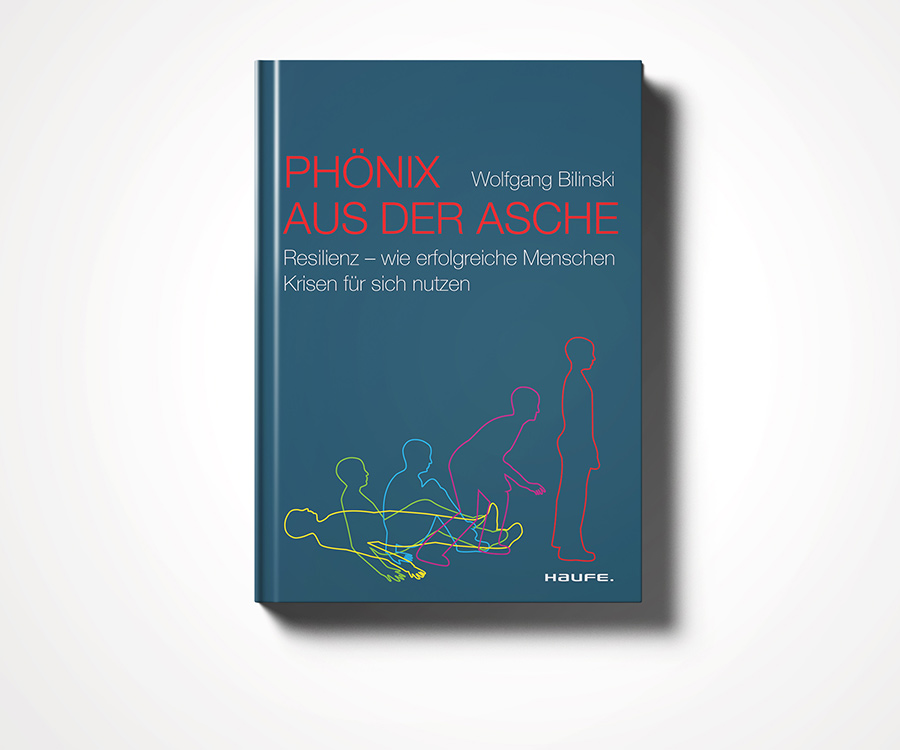 PHÖNIX
Wolfgang Bilinski
AUS DER ASCHE
Resilienz – wie erfolgreiche Menschen
Krisen für sich nutzen
HAUFE.